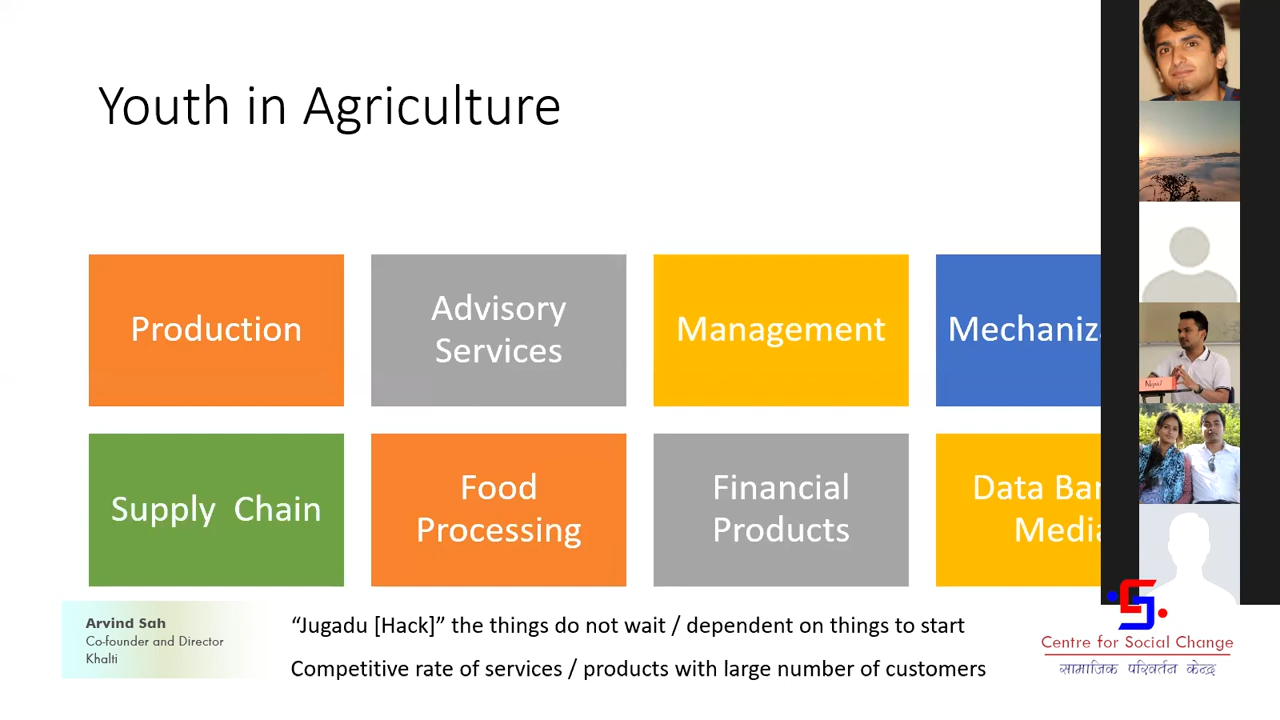 Youth in Agriculture
Production
Advisory
Services
Management
Mechaniz
Supply Chain
Food
Processing
Financial
Products
Data Ban
Media
Arvind Sah
Co-founder and Director
Khalti
“Jugadu [Hack]” the things do not wait / dependent on things to start
Competitive rate of services / products with large number of customers
Centre for Social Change
सामाजिक परिवर्तन केन्द्र